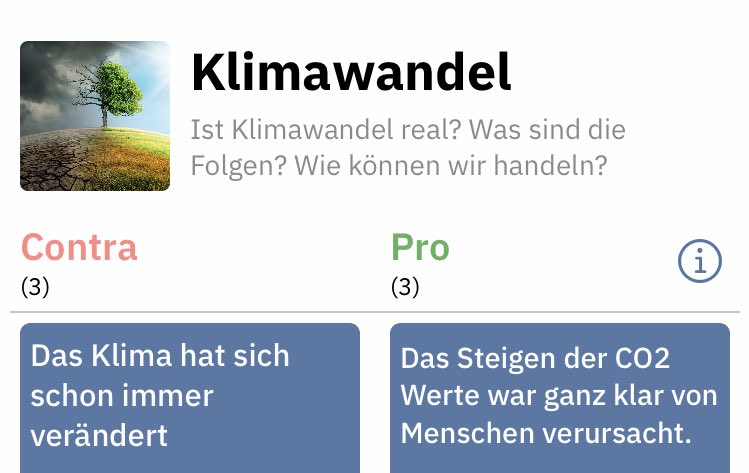 Klimawandel
Ist Klimawandel real? Was sind die
Folgen? Wie können wir handeln?
Contra
(3)
Pro
(3)
i
Das Klima hat sich
schon immer
verändert
Das Steigen der CO2
Werte war ganz klar von
Menschen verursacht.